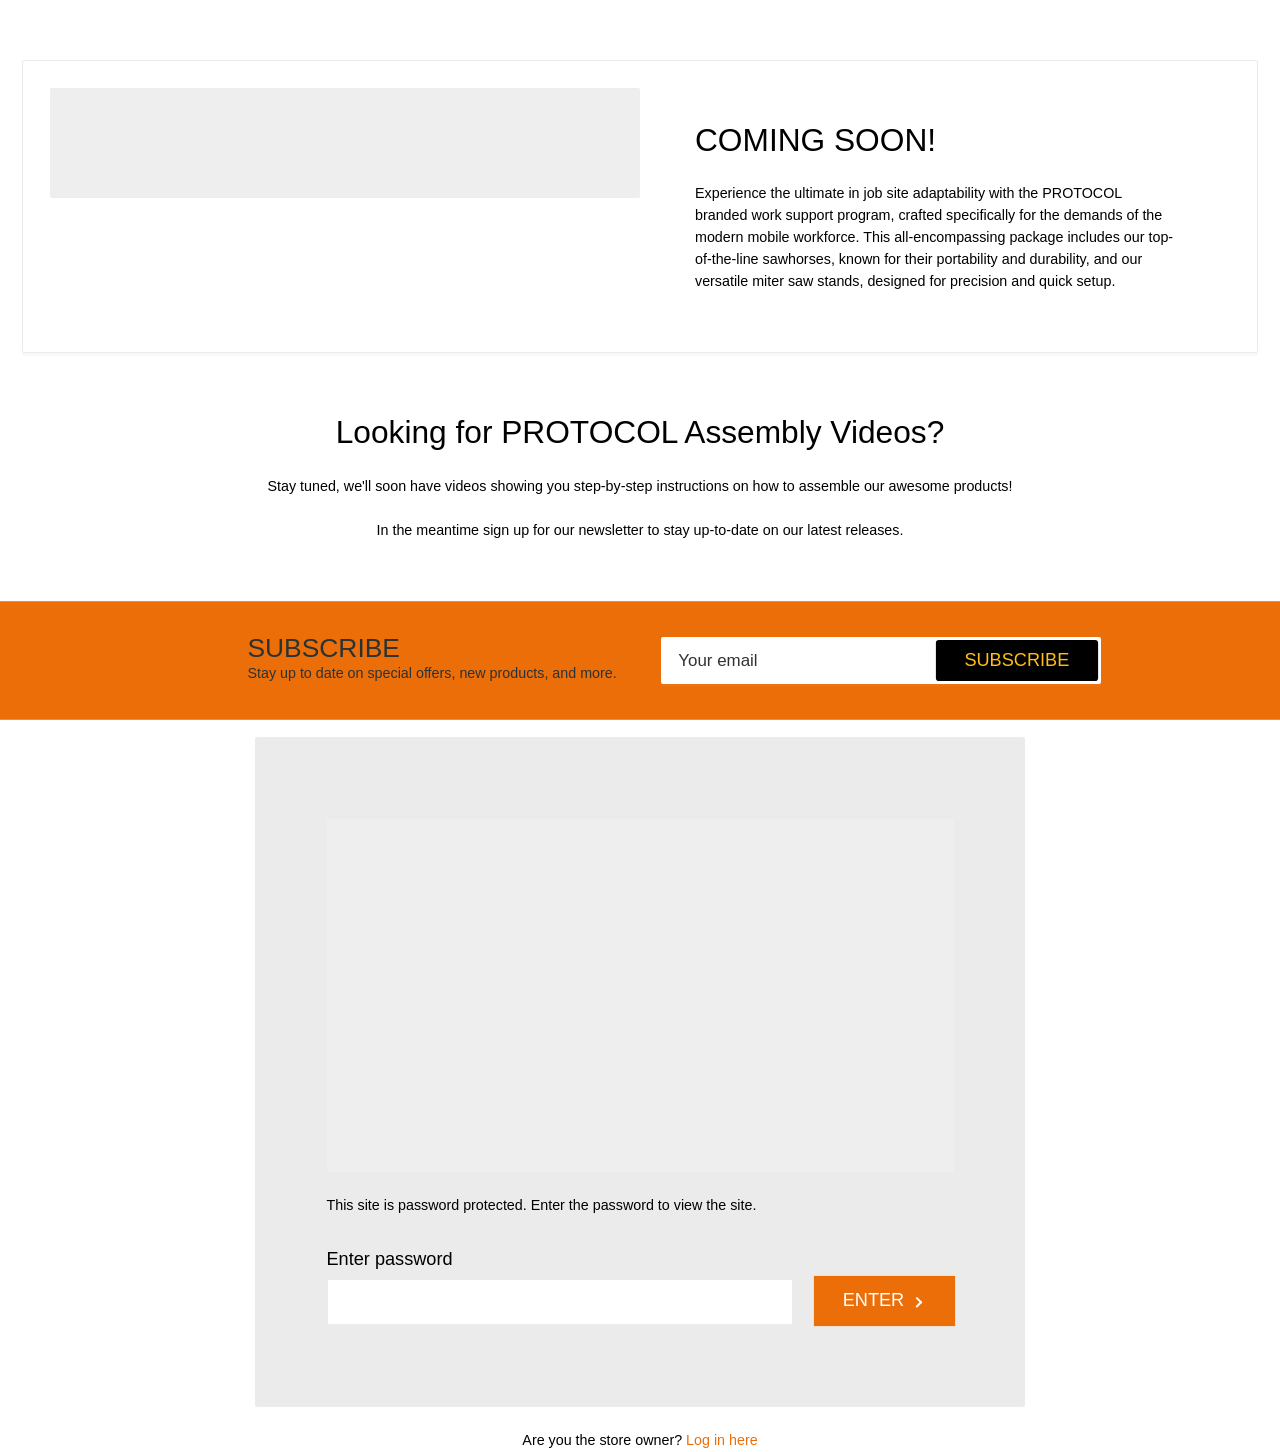 COMING SOON!
Experience the ultimate in job site adaptability with the PROTOCOL
branded work support program, crafted specifically for the demands of the
modern mobile workforce. This all-encompassing package includes our top-
of-the-line sawhorses, known for their portability and durability, and our
versatile miter saw stands, designed for precision and quick setup.
Looking for PROTOCOL Assembly Videos?
Stay tuned, we'll soon have videos showing you step-by-step instructions on how to assemble our awesome products!
In the meantime sign up for our newsletter to stay up-to-date on our latest releases.
SUBSCRIBE
Stay up to date on special offers, new products, and more.
Your email
SUBSCRIBE
This site is password protected. Enter the password to view the site.
Enter password
ENTER
Are you the store owner? Log in here